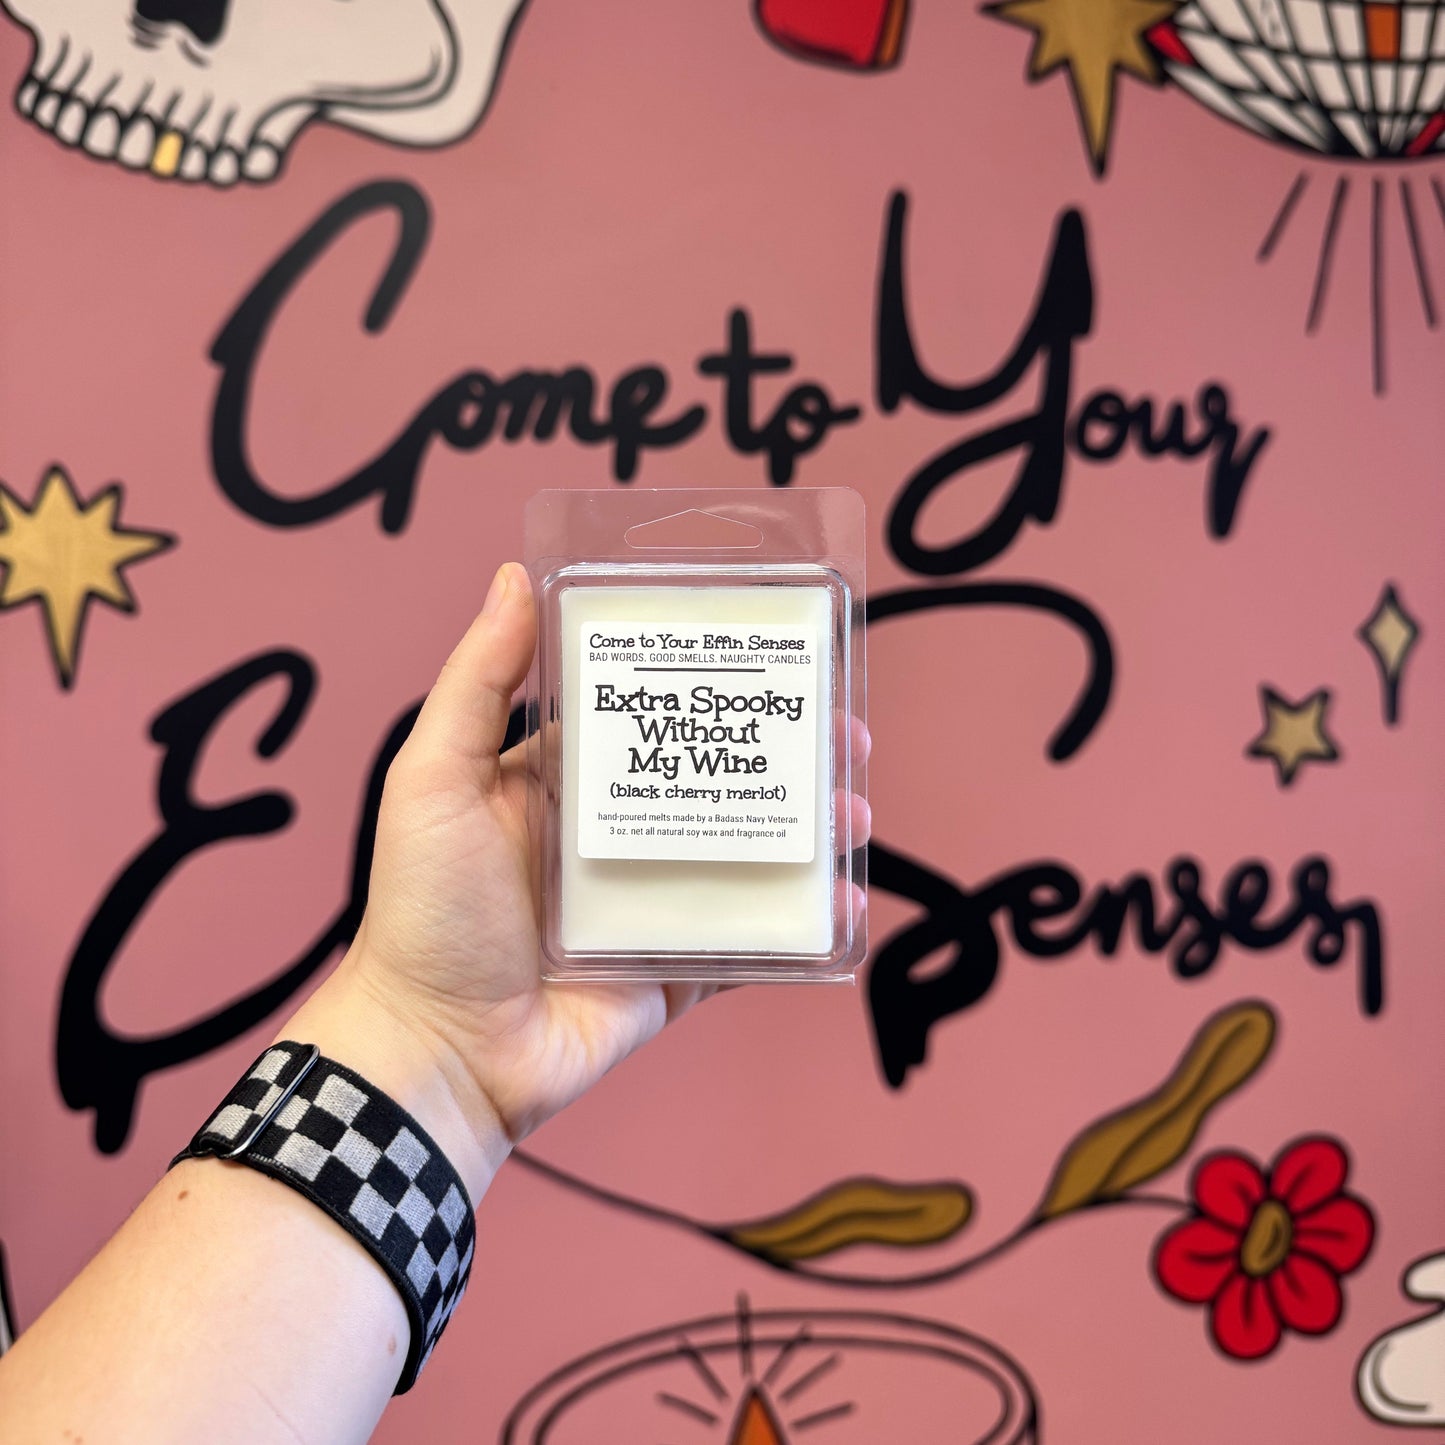 Come to Your
E Senses
Come to Your Effin Senses
BAD WORDS. GOOD SMELLS. NAUGHTY CANDLES
Extra Spooky
Without
My Wine
(black cherry merlot)
hand-poured melts made by a Badass Navy Veteran
3 oz. net all natural soy wax and fragrance oil